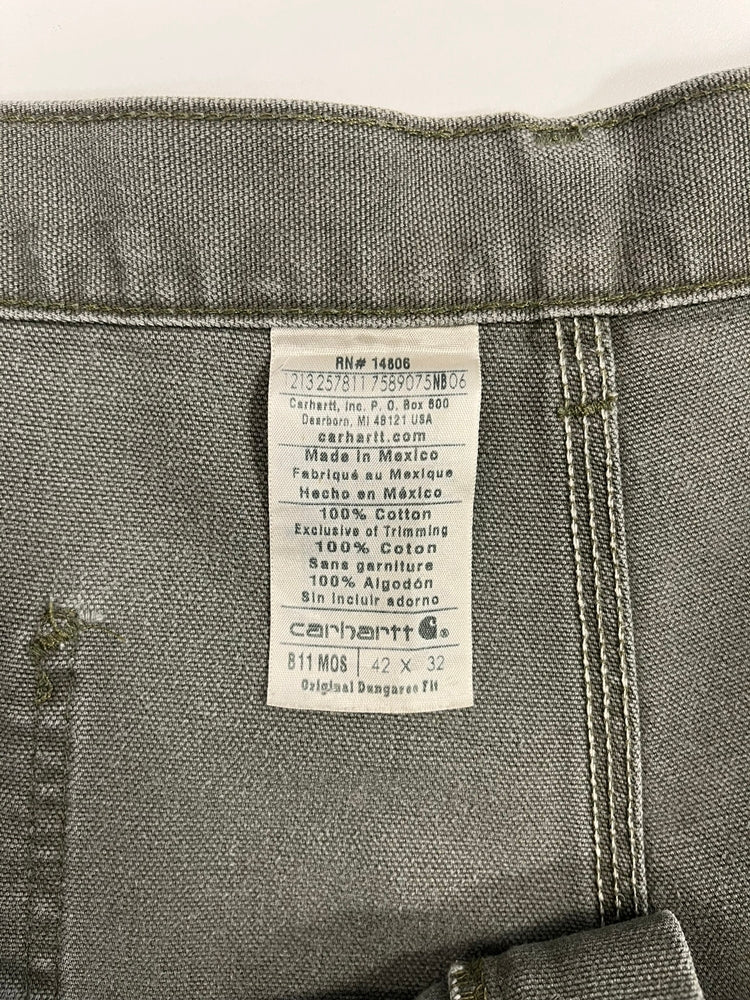 RN# 14806
12132578117589075NB06
Carhartt, Inc. P. O. Box 600
Dearborn, MI 48121 USA
carhartt.com
Made in Mexico
Fabriqué au Mexique
Hecho en México
100% Cotton
Exclusive of Trimming
100% Coton
Sans garniture
100% Algodón
Sin incluir adorno
carhartt ®
B11 MOS | 42 X 32
Original Dungaree Fit